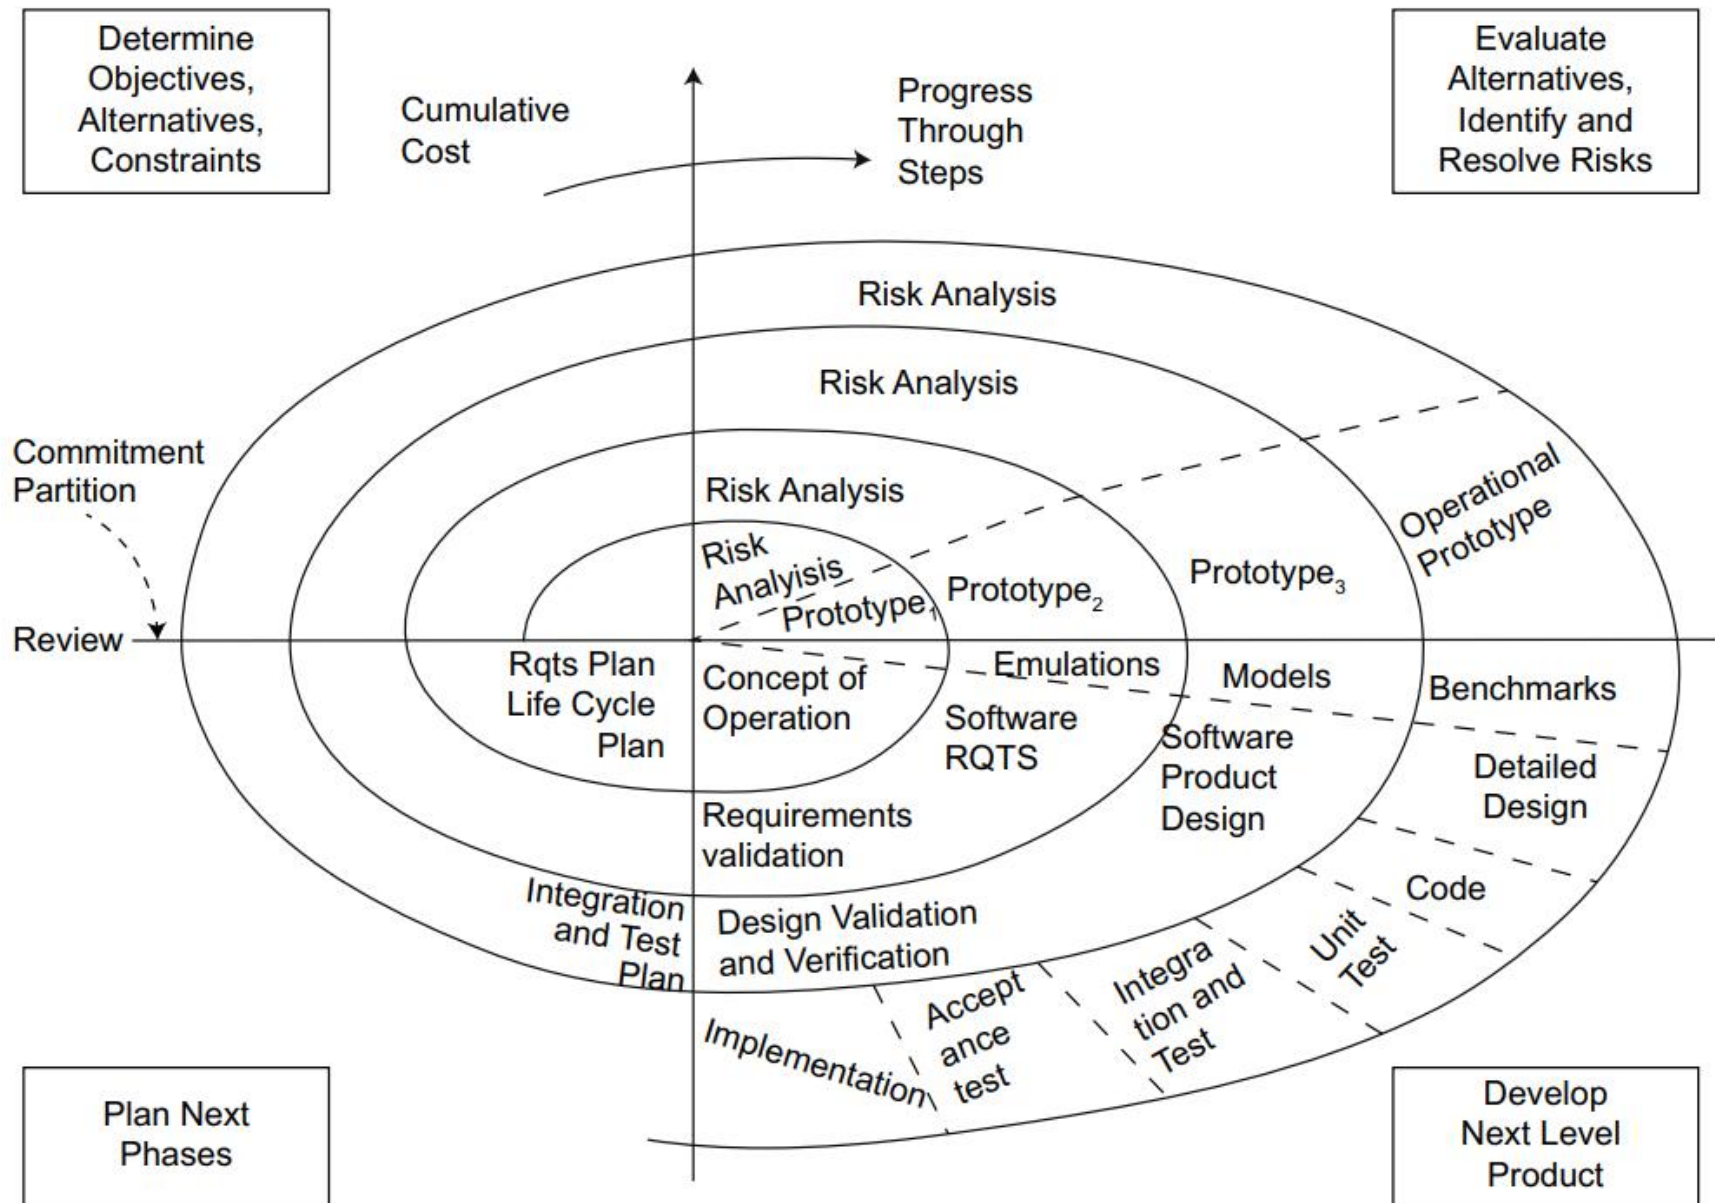 Determine
Objectives,
Alternatives,
Constraints
Cumulative
Cost
Progress
Through
Steps
Evaluate
Alternatives,
Identify and
Resolve Risks
Risk Analysis
Risk Analysis
Commitment
Partition
Risk Analysis
Risk
Analyisis
Prototype1
Prototype2
Prototype3
Operational
Prototype
Review
Rqts Plan
Life Cycle
Plan
Concept of
Operation
Emulations
Models
Benchmarks
Software
RQTS
Software
Product
Design
Detailed
Design
Requirements
validation
Code
Integration
and Test
Plan
Design Validation
and Verification
Unit
Test
Integra
tion and
Test
Accept
ance
test
Implementation
Plan Next
Phases
Develop
Next Level
Product